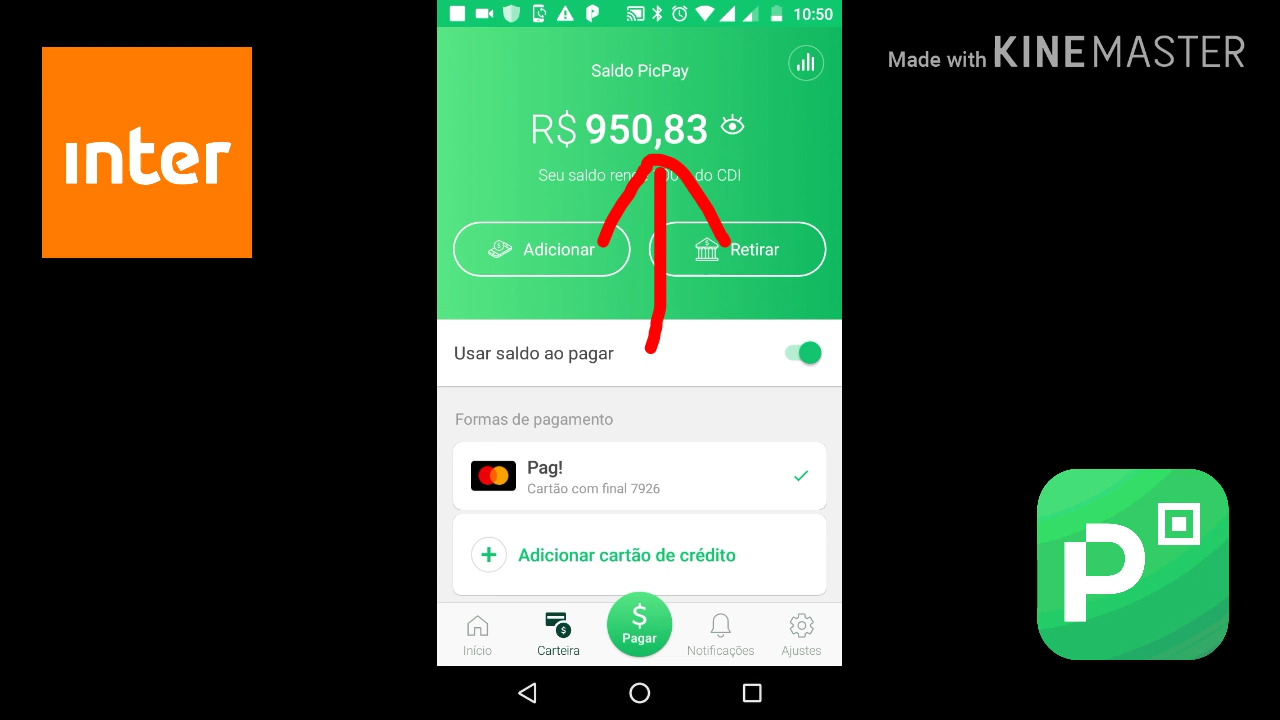 inter
Made with KINEMASTER
10:50
Saldo PicPay
R$ 950,83
Seu saldo do CDI
Adicionar
Retirar
Usar saldo ao pagar
Formas de pagamento
Pag!
Cartão com final 7926
Adicionar cartão de crédito
Início
Carteira
$
Pagar
Notificações
Ajustes
P